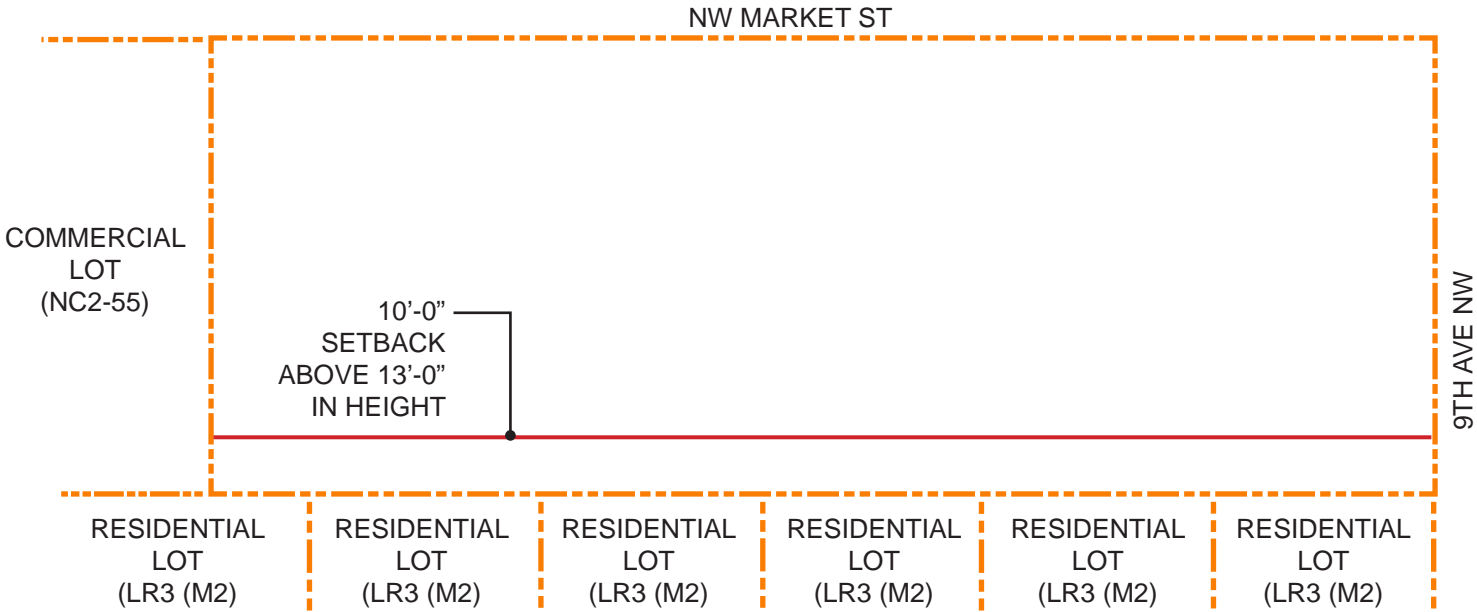 NW MARKET ST
COMMERCIAL
LOT
(NC2-55)
10’-0”
SETBACK
ABOVE 13’-0”
IN HEIGHT
9TH AVE NW
RESIDENTIAL
LOT
(LR3 (M2)
RESIDENTIAL
LOT
(LR3 (M2)
RESIDENTIAL
LOT
(LR3 (M2)
RESIDENTIAL
LOT
(LR3 (M2)
RESIDENTIAL
LOT
(LR3 (M2)
RESIDENTIAL
LOT
(LR3 (M2)